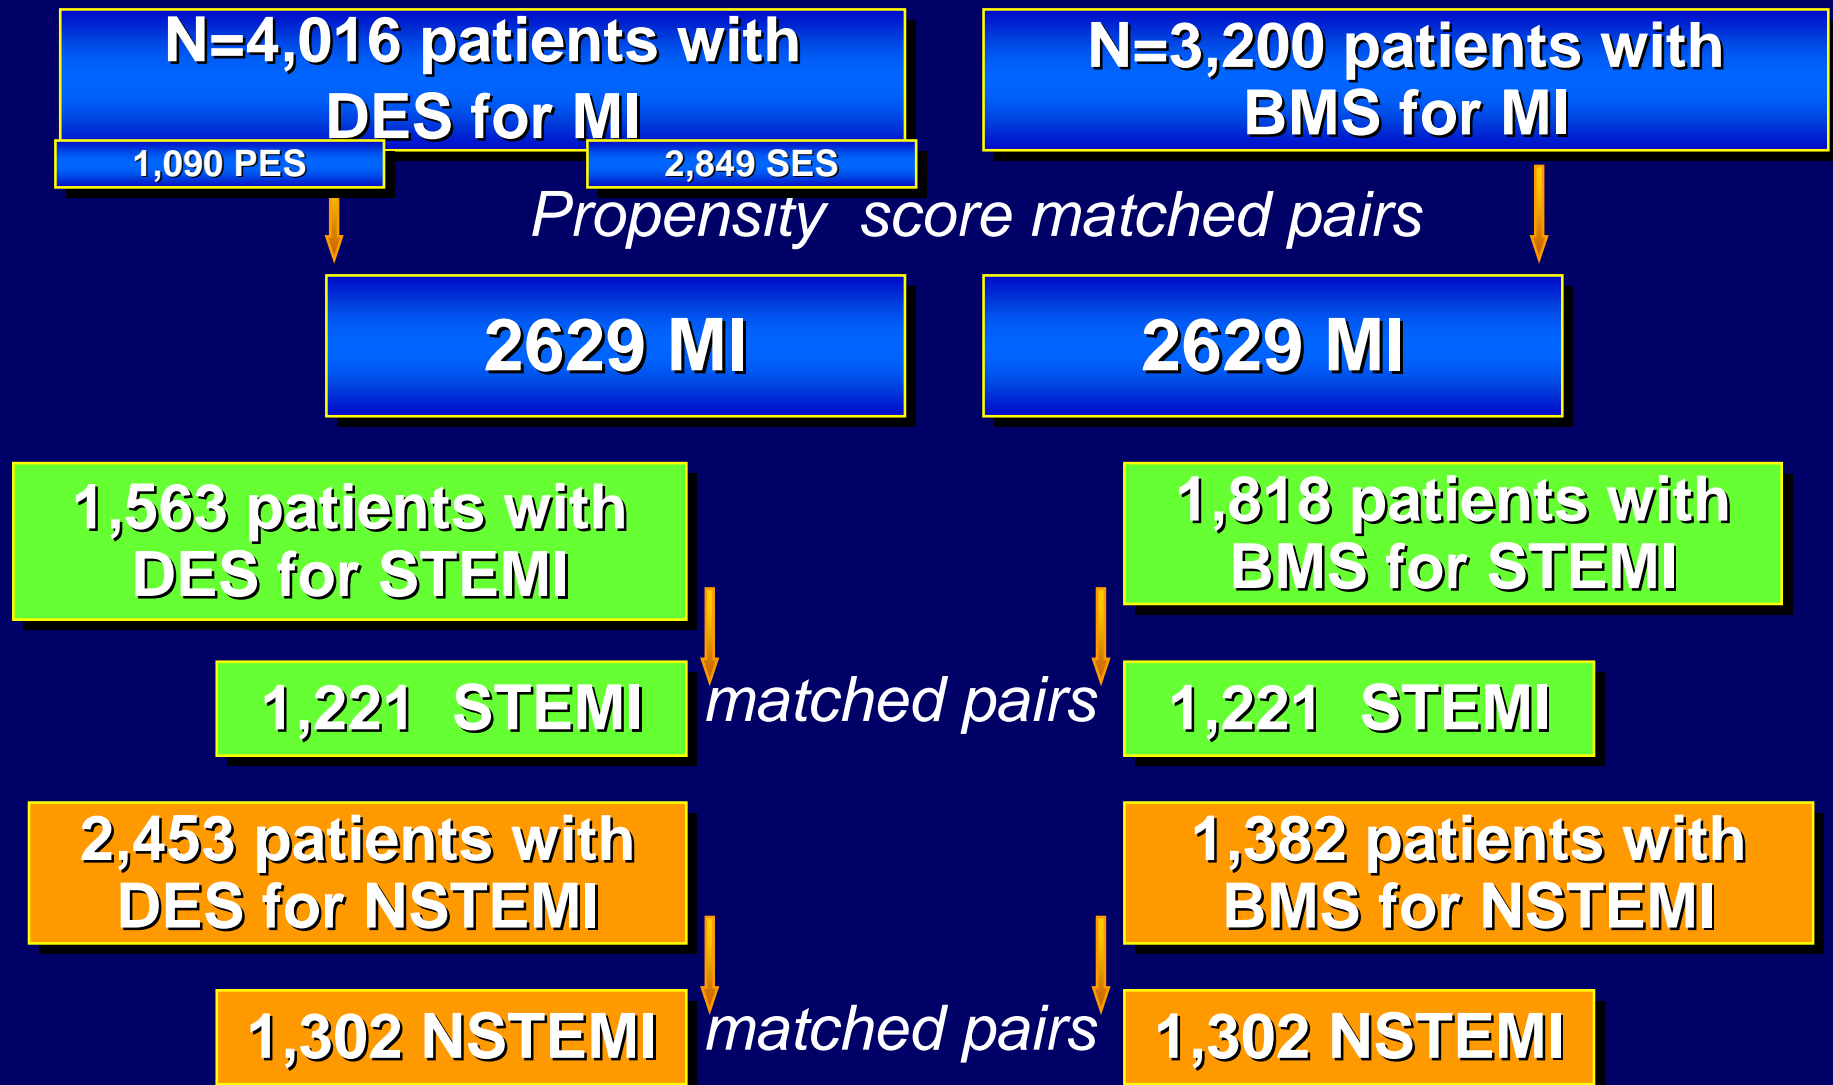 N=4,016 patients with
DES for MI
1,090 PES
2,849 SES
N=3,200 patients with
BMS for MI
Propensity score matched pairs
2629 MI
2629 MI
1,563 patients with
DES for STEMI
1,818 patients with
BMS for STEMI
1,221 STEMI
matched pairs
1,221 STEMI
2,453 patients with
DES for NSTEMI
1,382 patients with
BMS for NSTEMI
1,302 NSTEMI
matched pairs
1,302 NSTEMI